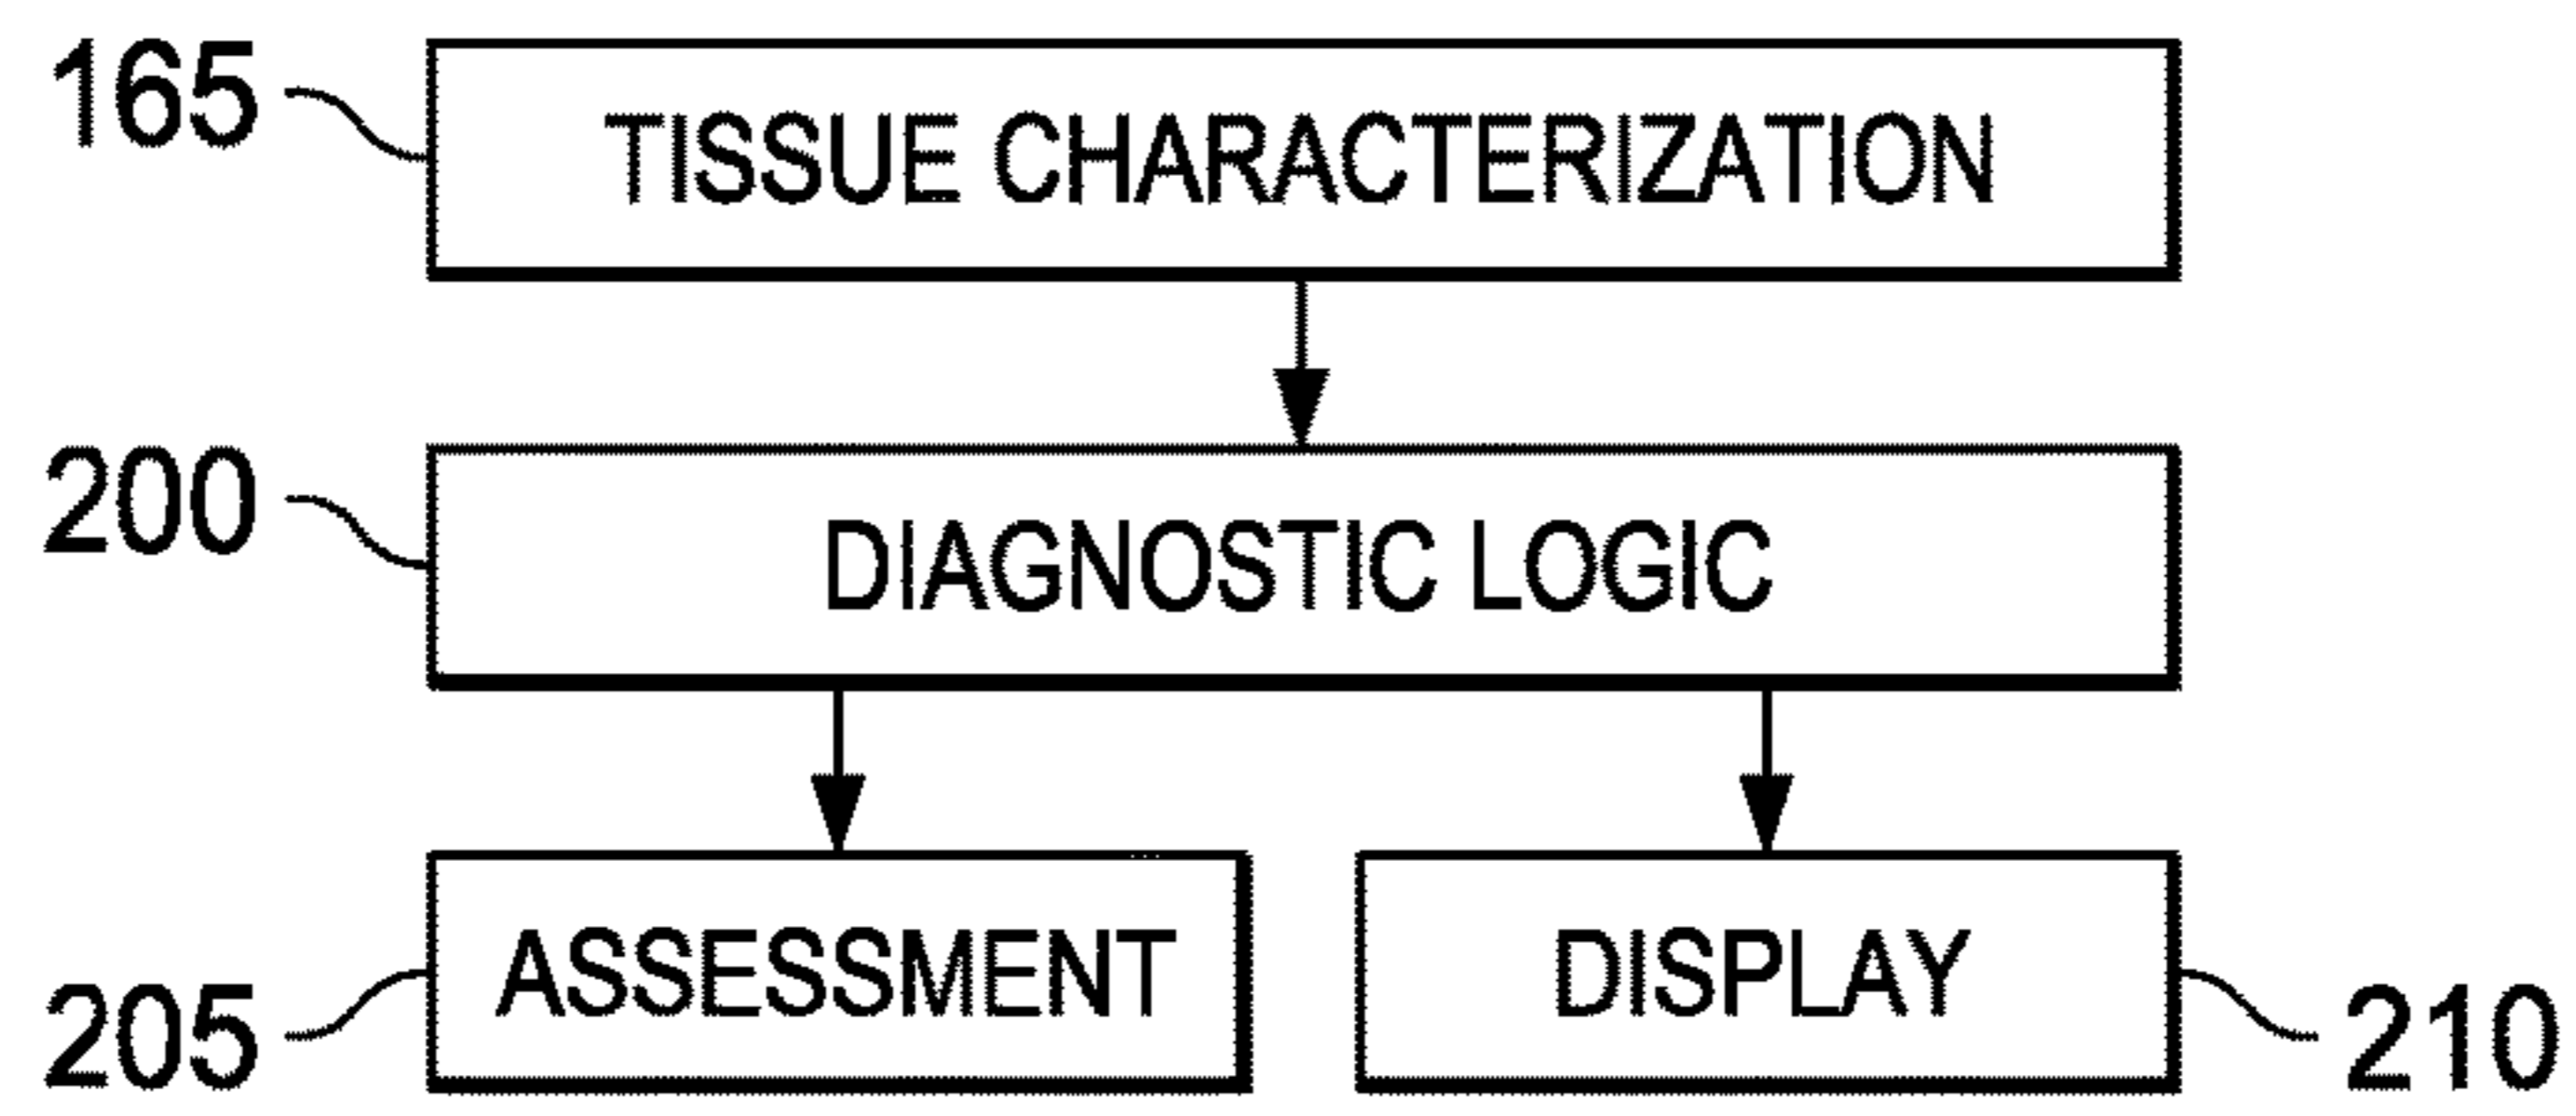 165
TISSUE CHARACTERIZATION
200
DIAGNOSTIC LOGIC
205
ASSESSMENT
DISPLAY
210